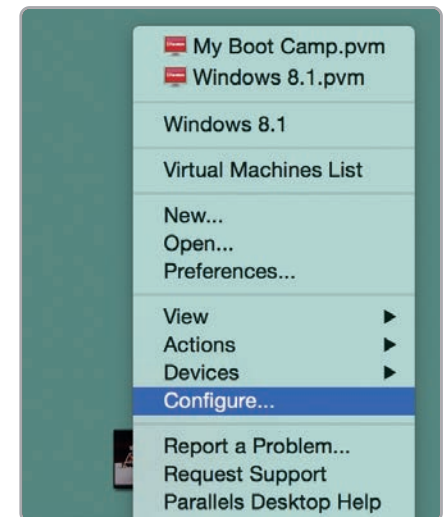 My Boot Camp.pvm
Windows 8.1.pvm
Windows 8.1
Virtual Machines List
New...
Open...
Preferences...
View
Actions
Devices
Configure...
Report a Problem...
Request Support
Parallels Desktop Help